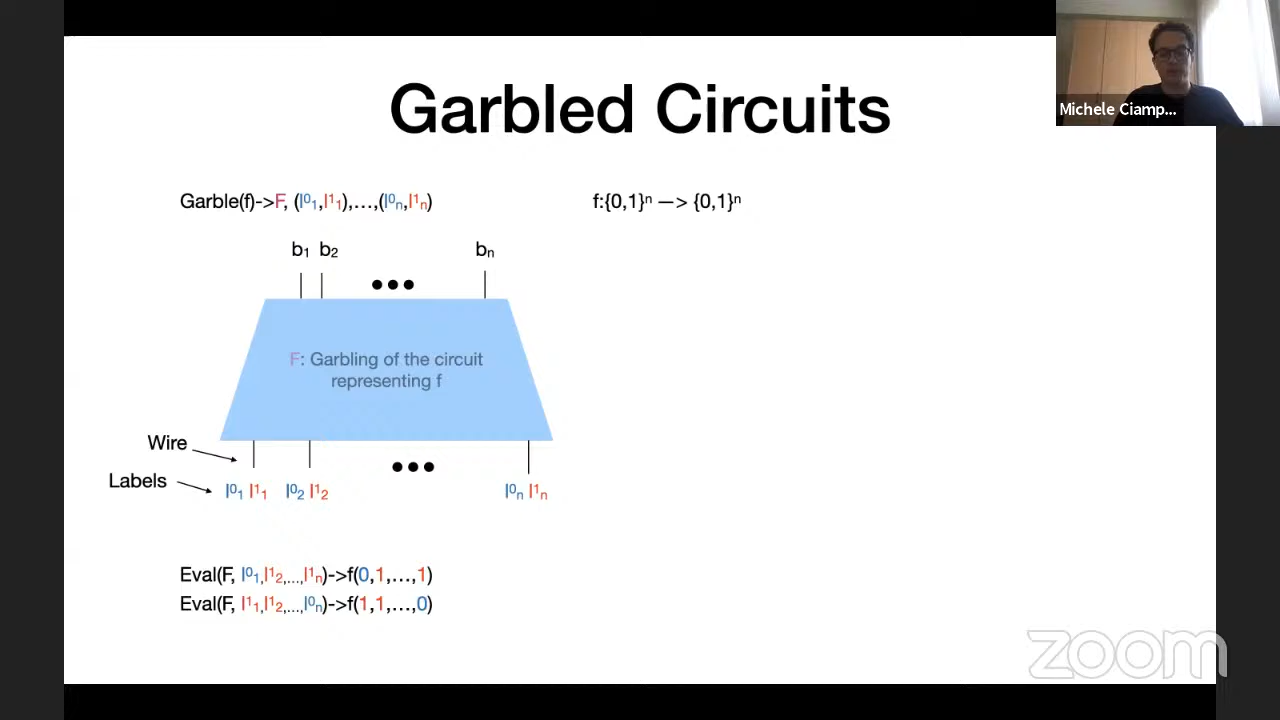 Garbled Circuits
Michele Ciamp...
Garble(f)->F, (l⁰₁,l¹₁),...,(l⁰ₙ,l¹ₙ)
f:{0,1}ⁿ —> {0,1}ⁿ
b₁ b₂ bₙ
F: Garbling of the circuit
representing f
Wire
Labels
l⁰₁ l¹₁ l⁰₂ l¹₂ l⁰ₙ l¹ₙ
Eval(F, l⁰₁,l¹₂,...,l¹ₙ)->f(0,1,...,1)
Eval(F, l¹₁,l¹₂,...,l⁰ₙ)->f(1,1,...,0)
zoom